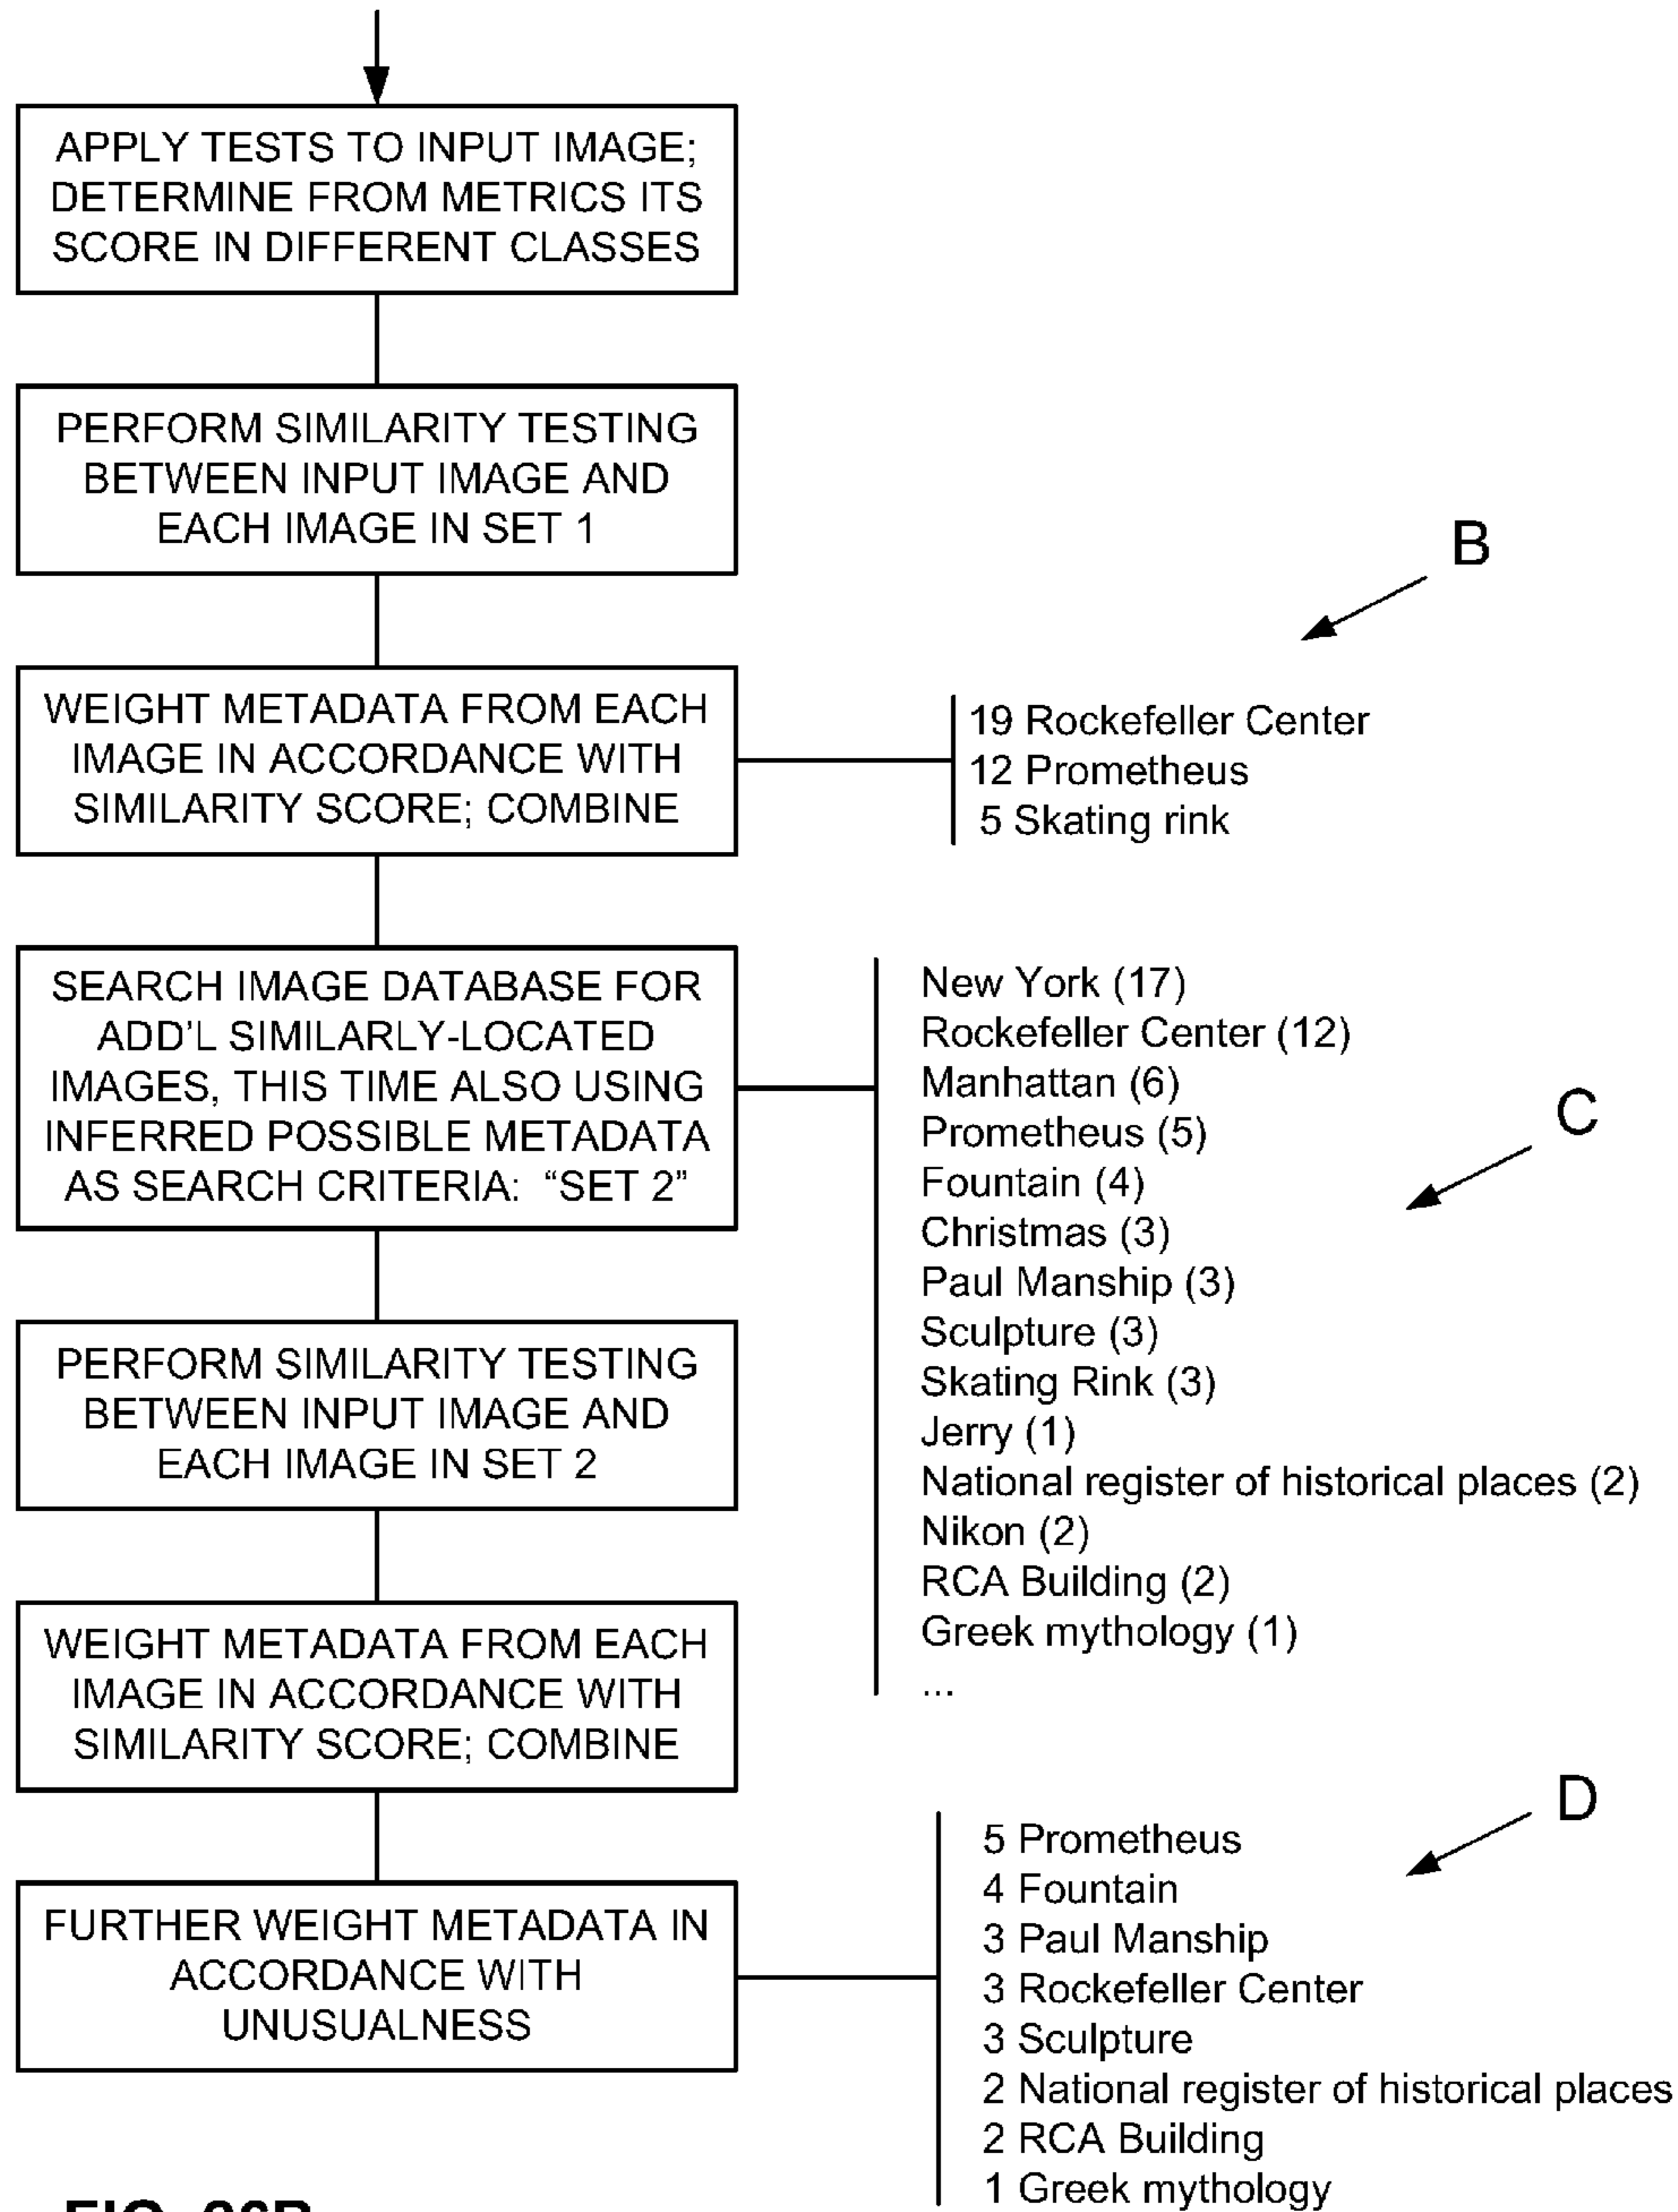 APPLY TESTS TO INPUT IMAGE;
DETERMINE FROM METRICS ITS
SCORE IN DIFFERENT CLASSES
PERFORM SIMILARITY TESTING
BETWEEN INPUT IMAGE AND
EACH IMAGE IN SET 1
B
WEIGHT METADATA FROM EACH
IMAGE IN ACCORDANCE WITH
SIMILARITY SCORE; COMBINE
19 Rockefeller Center
12 Prometheus
5 Skating rink
SEARCH IMAGE DATABASE FOR
ADD'L SIMILARLY-LOCATED
IMAGES, THIS TIME ALSO USING
INFERRED POSSIBLE METADATA
AS SEARCH CRITERIA: “SET 2”
New York (17)
Rockefeller Center (12)
Manhattan (6)
Prometheus (5)
Fountain (4)
Christmas (3)
Paul Manship (3)
Sculpture (3)
Skating Rink (3)
Jerry (1)
National register of historical places (2)
Nikon (2)
RCA Building (2)
Greek mythology (1)
...
C
PERFORM SIMILARITY TESTING
BETWEEN INPUT IMAGE AND
EACH IMAGE IN SET 2
WEIGHT METADATA FROM EACH
IMAGE IN ACCORDANCE WITH
SIMILARITY SCORE; COMBINE
D
FURTHER WEIGHT METADATA IN
ACCORDANCE WITH
UNUSUALNESS
5 Prometheus
4 Fountain
3 Paul Manship
3 Rockefeller Center
3 Sculpture
2 National register of historical places
2 RCA Building
1 Greek mythology